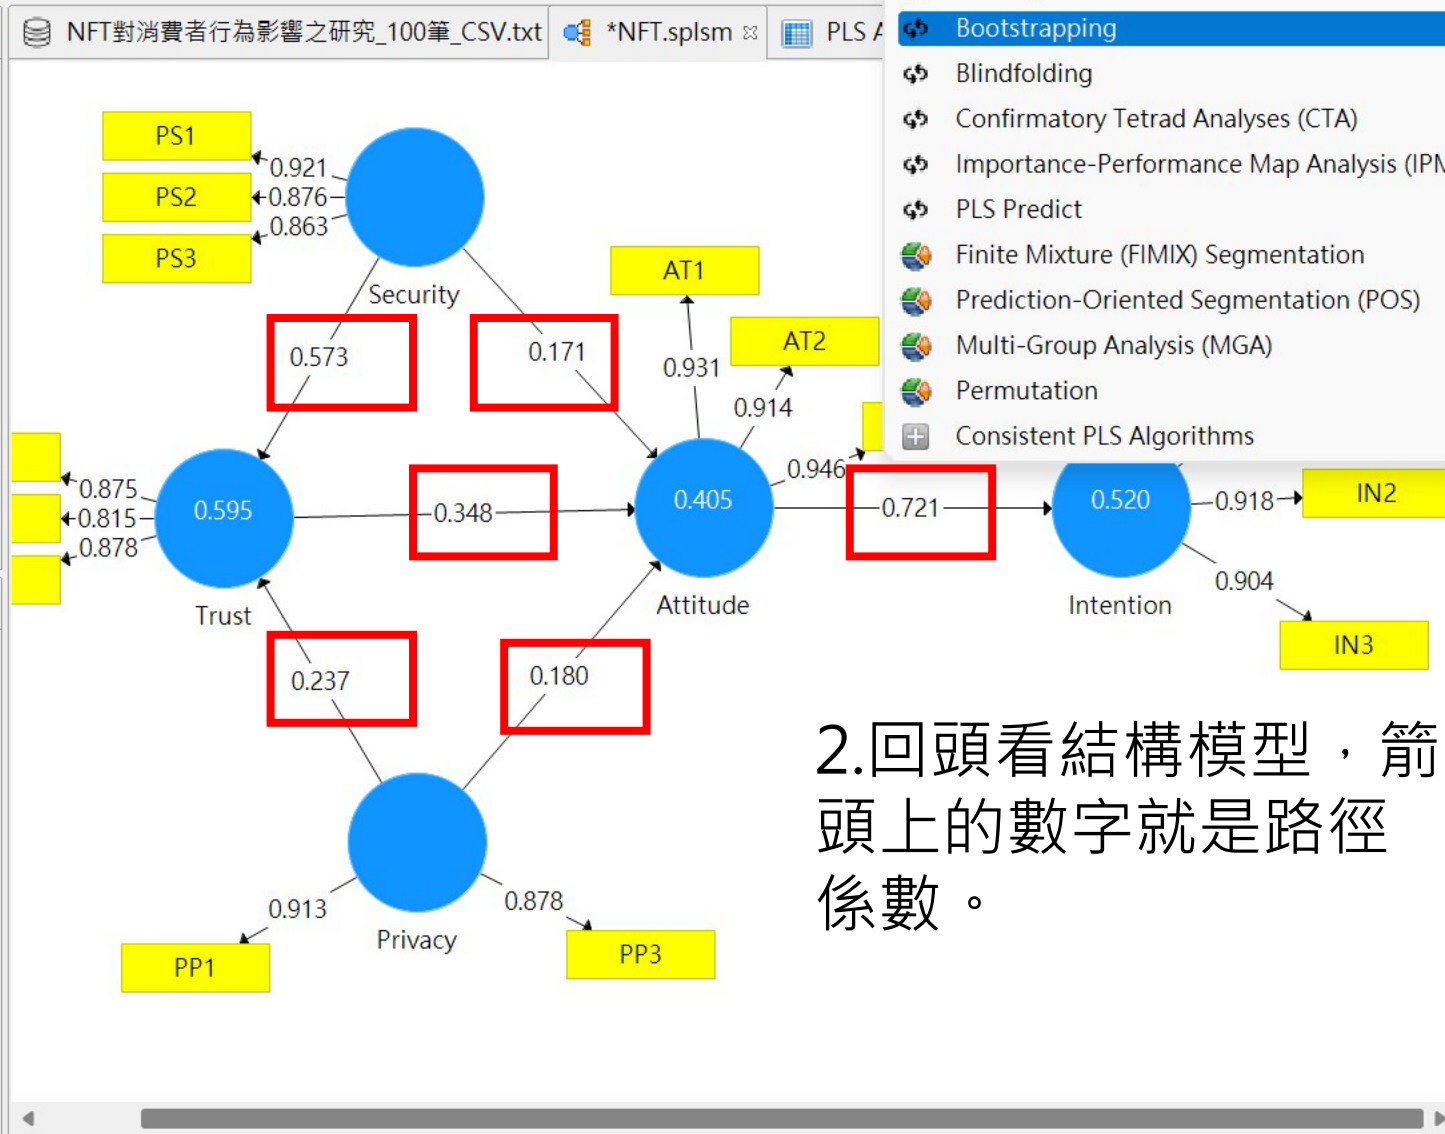 NFT對消費者行為影響之研究_100筆_CSV.txt
*NFT.splsm
PLS A
Bootstrapping
Blindfolding
Confirmatory Tetrad Analyses (CTA)
Importance-Performance Map Analysis (IPM
PLS Predict
Finite Mixture (FIMIX) Segmentation
Prediction-Oriented Segmentation (POS)
Multi-Group Analysis (MGA)
Permutation
Consistent PLS Algorithms
PS1
0.921
PS2
0.876
0.863
PS3
Security
AT1
AT2
0.573
0.171
0.931
0.914
0.946
0.875
0.815
0.878
0.595
0.348
0.405
0.721
0.520
0.918
IN2
Trust
Attitude
Intention
0.904
IN3
0.237
0.180
0.913
0.878
Privacy
PP1
PP3
2.回頭看結構模型，箭
頭上的數字就是路徑
係數。